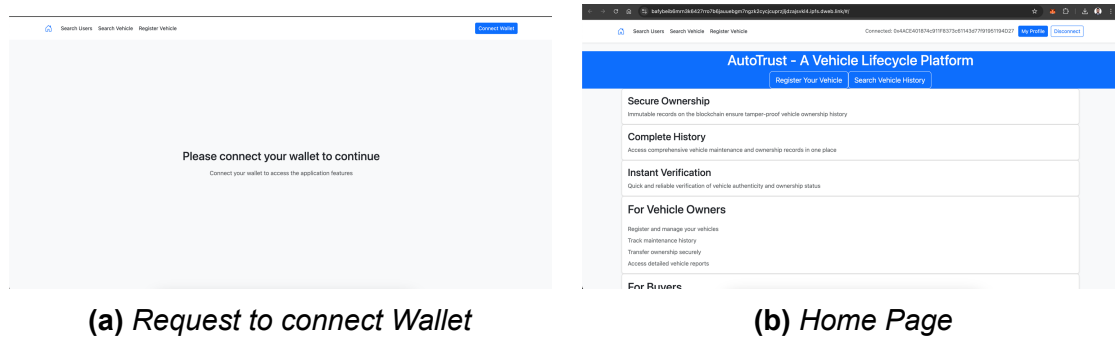 Search Users Search Vehicle Register Vehicle Connect Wallet
Please connect your wallet to continue
Connect your wallet to access the application features
(a) Request to connect Wallet
Search Users Search Vehicle Register Vehicle Connected: My Profile Disconnect
AutoTrust - A Vehicle Lifecycle Platform
Register Your Vehicle Search Vehicle History
Secure Ownership
Immutable records on the blockchain ensure tamper-proof vehicle ownership history
Complete History
Access comprehensive vehicle maintenance and ownership records in one place
Instant Verification
Quick and reliable verification of vehicle authenticity and ownership status
For Vehicle Owners
Register and manage your vehicles
Track maintenance history
Transfer ownership securely
Access detailed vehicle reports
For Buyers
(b) Home Page